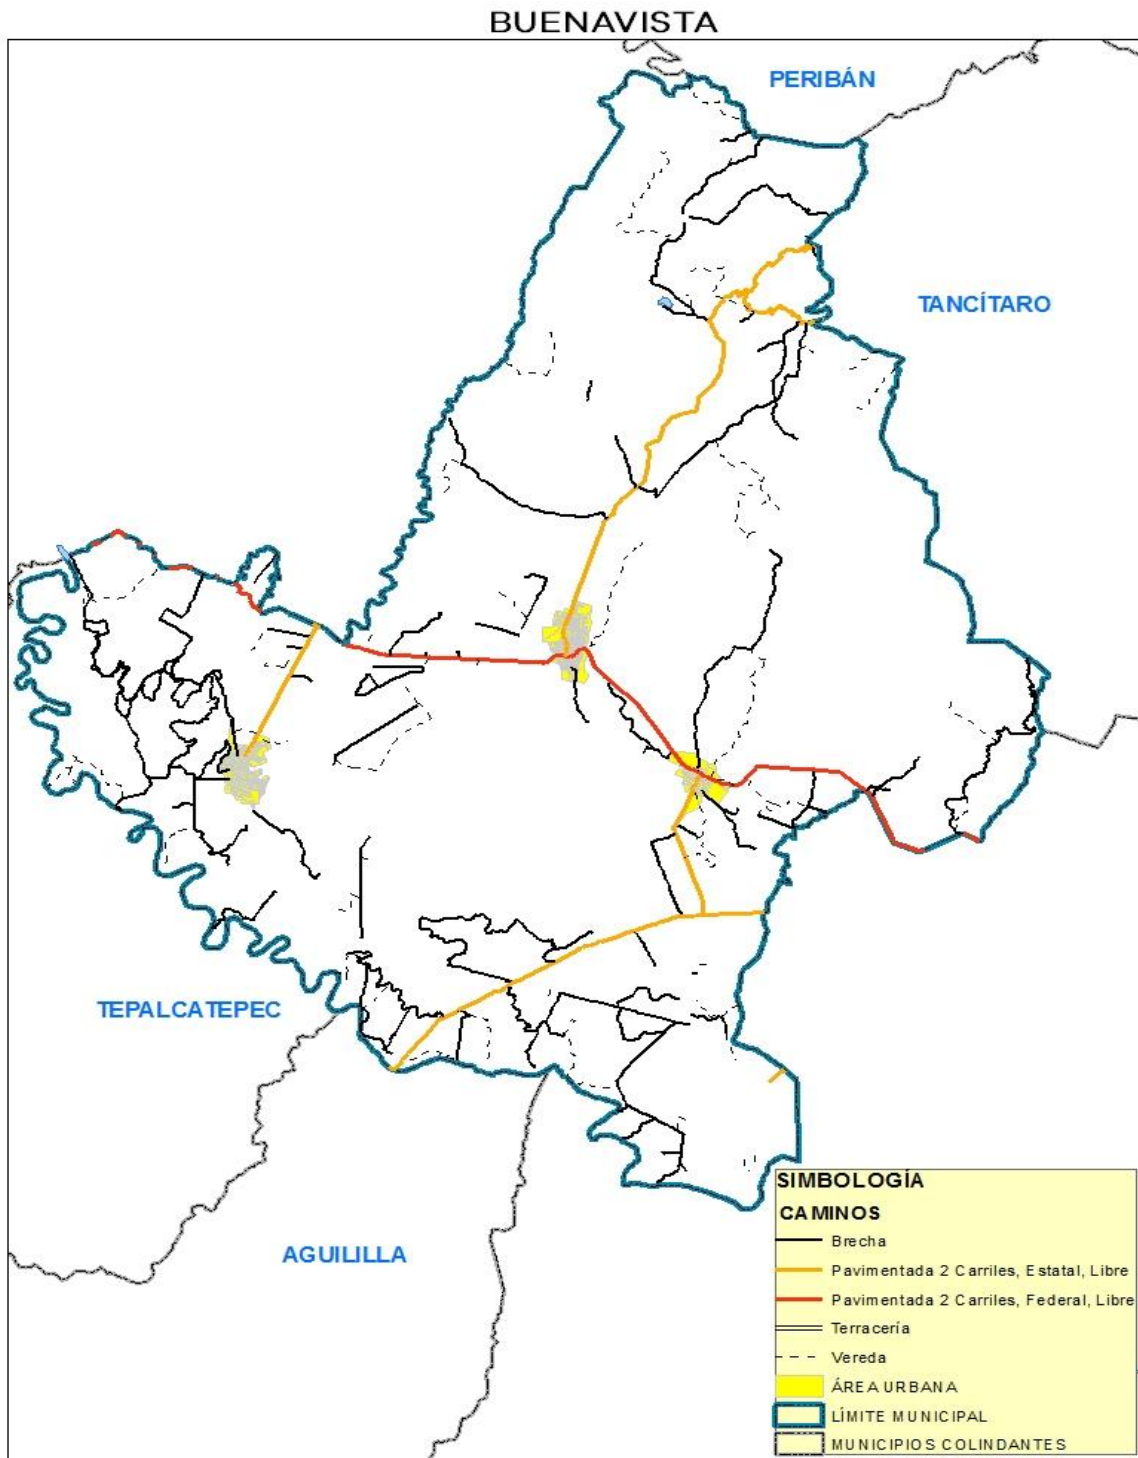 BUENAVISTA
PERIBÁN
TANCÍTARO
TEPALCATEPEC
AGUILILLA
SIMBOLOGÍA
CAMINOS
Brecha
Pavimentada 2 Carriles, Estatal, Libre
Pavimentada 2 Carriles, Federal, Libre
Terracería
Vereda
ÁREA URBANA
LÍMITE MUNICIPAL
MUNICIPIOS COLINDANTES